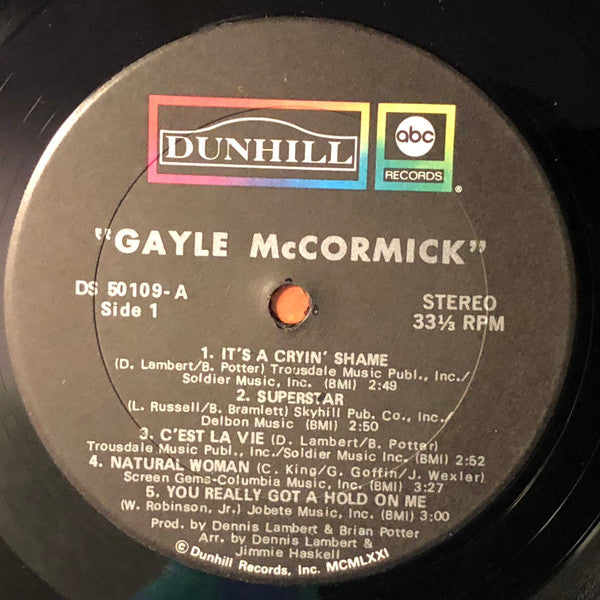 DUNHILL
abc
RECORDS
®
"GAYLE McCORMICK"
DS 50109-A
Side 1
STEREO
33⅓ RPM
1. IT'S A CRYIN' SHAME
(D. Lambert/B. Potter) Trousdale Music Publ., Inc./
Soldier Music, Inc. (BMI) 2:49
2. SUPERSTAR
(L. Russell/B. Bramlett) Skyhill Pub. Co., Inc./
Delbon Music (BMI) 2:50
3. C'EST LA VIE (D. Lambert/B. Potter)
Trousdale Music Publ., Inc./Soldier Music Inc. (BMI) 2:52
4. NATURAL WOMAN (C. King/G. Goffin/J. Wexler)
Screen Gems-Columbia Music, Inc. (BMI) 3:27
5. YOU REALLY GOT A HOLD ON ME
(W. Robinson, Jr.) Jobete Music, Inc. (BMI) 3:00
Prod. by Dennis Lambert & Brian Potter
Arr. by Dennis Lambert &
Jimmie Haskell
© Dunhill Records, Inc. MCMLXXI